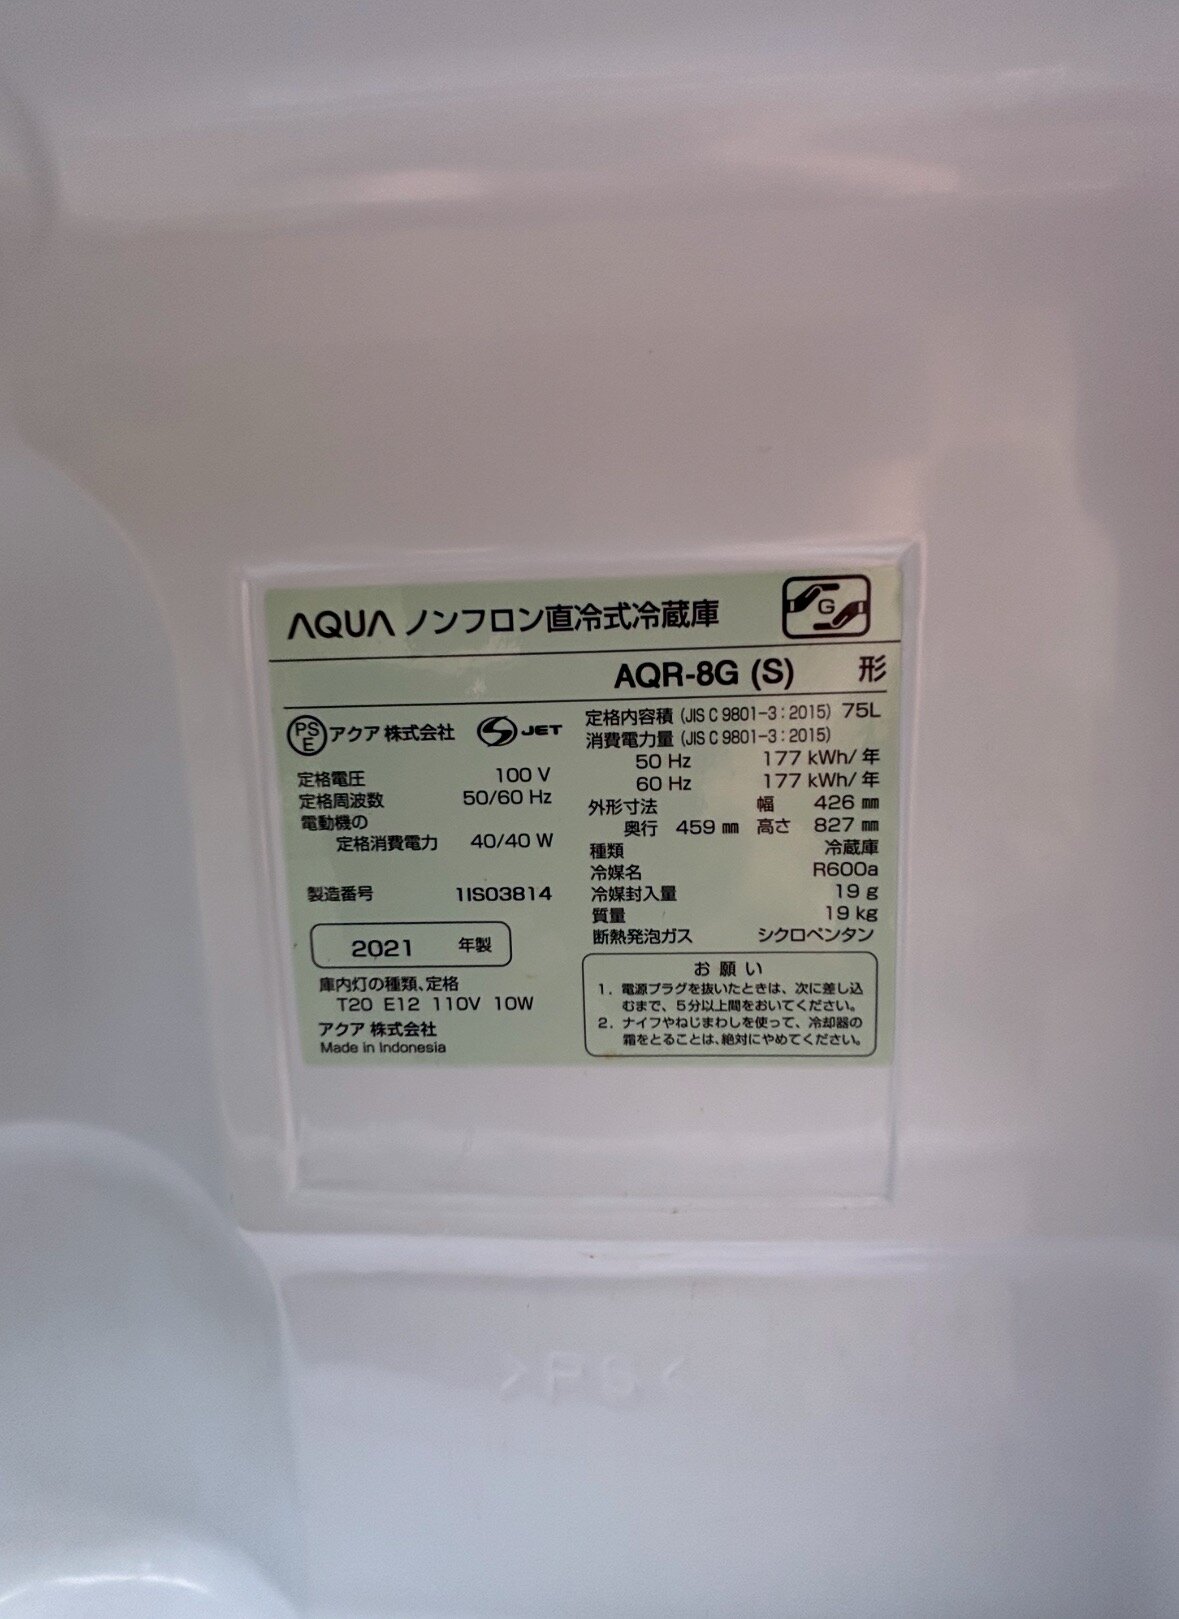 AQUA ノンフロン直冷式冷蔵庫
G
AQR-8G (S) 形
PS
E
アクア 株式会社
JET
定格電圧 100 V
定格周波数 50/60 Hz
電動機の
定格消費電力 40/40 W
製造番号 1IS03814
2021 年製
庫内灯の種類、定格
T20 E12 110V 10W
アクア 株式会社
Made in Indonesia
定格内容積 (JIS C 9801-3 : 2015) 75L
消費電力量 (JIS C 9801-3 : 2015)
50 Hz 177 kWh/年
60 Hz 177 kWh/年
外形寸法 幅 426 ㎜
奥行 459 ㎜ 高さ 827 ㎜
種類 冷蔵庫
冷媒名 R600a
冷媒封入量 19 g
質量 19 kg
断熱発泡ガス シクロペンタン
お 願 い
1. 電源プラグを抜いたときは、次に差し込
むまで、5分以上間をおいてください。
2. ナイフやねじまわしを使って、冷却器の
霜をとることは、絶対にやめてください。